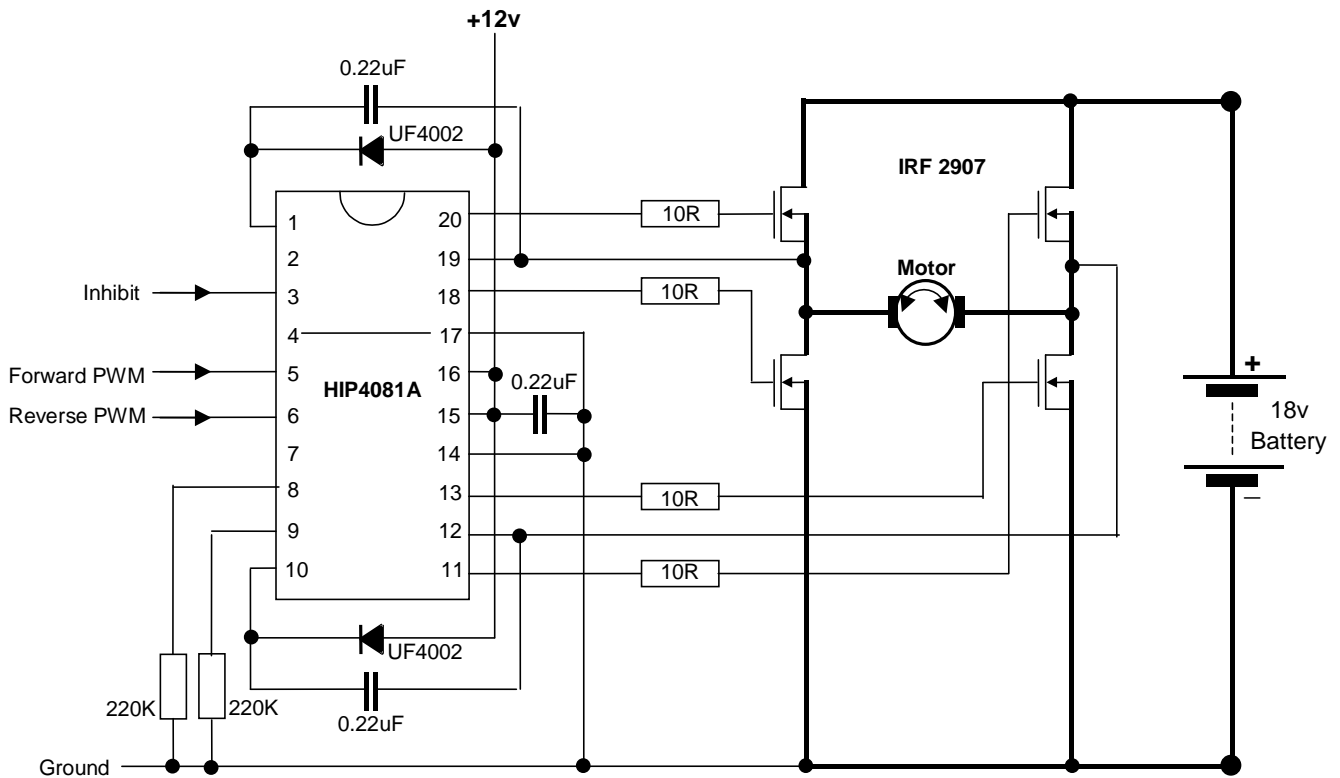 +12v
0.22uF
UF4002
IRF 2907
1
20
10R
2
19
Motor
Inhibit
3
18
10R
4
17
Forward PWM
5
16
0.22uF
HIP4081A
+
Reverse PWM
6
15
18v
Battery
7
14
8
13
10R
–
9
12
10
11
10R
UF4002
220K
220K
0.22uF
Ground